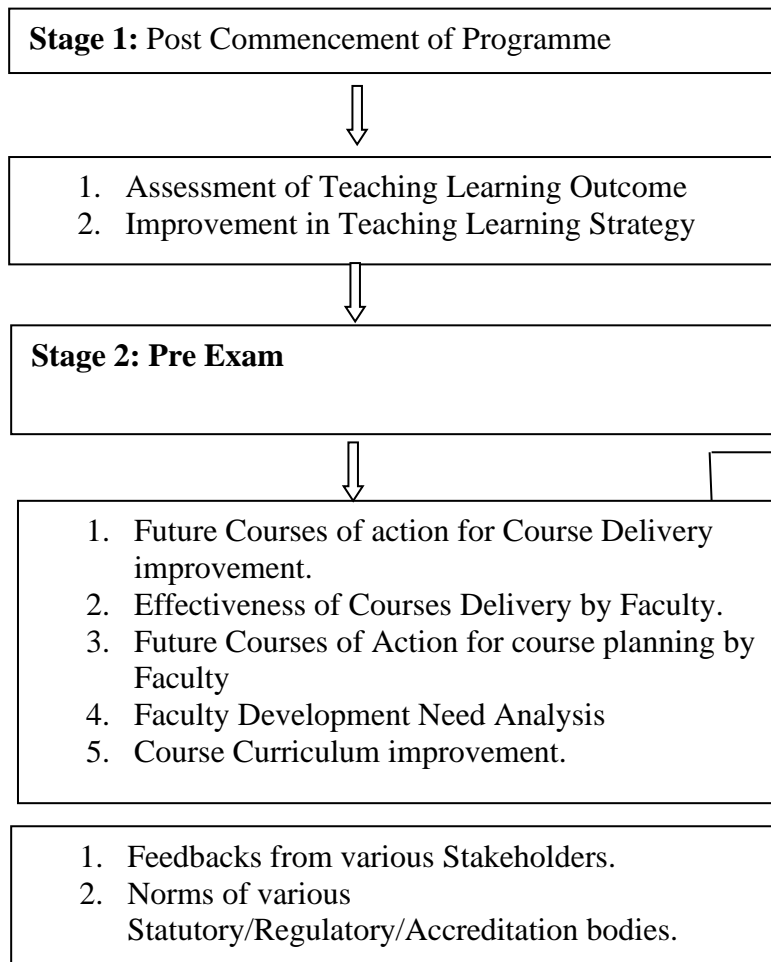 Stage 1: Post Commencement of Programme
1. Assessment of Teaching Learning Outcome
2. Improvement in Teaching Learning Strategy
Stage 2: Pre Exam
1. Future Courses of action for Course Delivery
improvement.
2. Effectiveness of Courses Delivery by Faculty.
3. Future Courses of Action for course planning by
Faculty
4. Faculty Development Need Analysis
5. Course Curriculum improvement.
1. Feedbacks from various Stakeholders.
2. Norms of various
Statutory/Regulatory/Accreditation bodies.